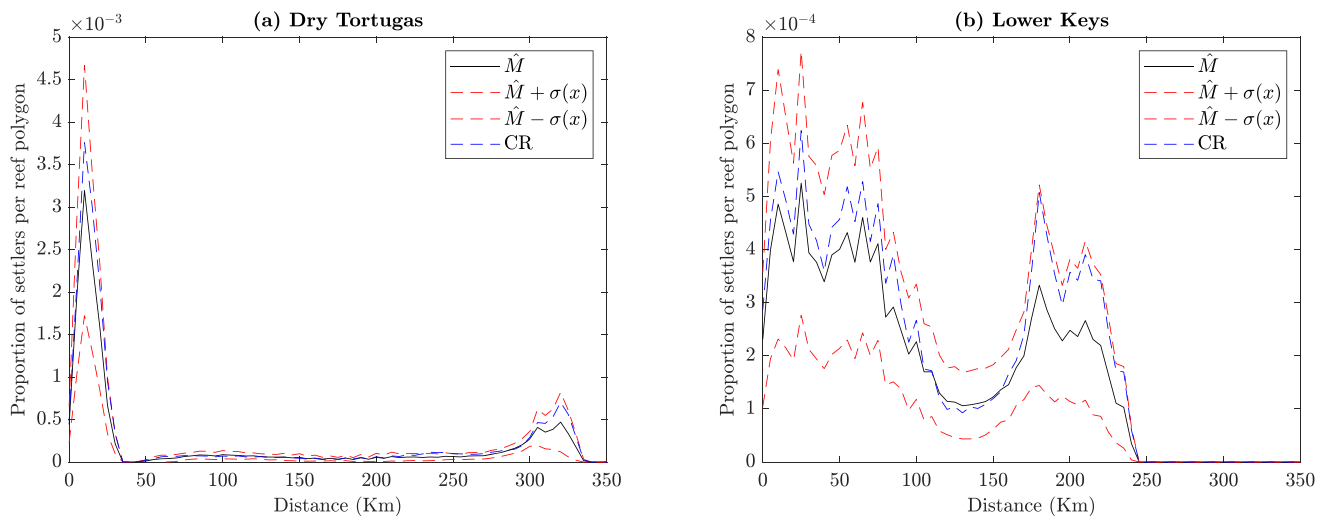 (a) Dry Tortugas
×10⁻³
5
4.5
4
3.5
3
2.5
2
1.5
1
0.5
0
0 50 100 150 200 250 300 350
Distance (Km)
Proportion of settlers per reef polygon
M̂
M̂ + σ(x)
M̂ − σ(x)
CR
(b) Lower Keys
×10⁻⁴
8
7
6
5
4
3
2
1
0
0 50 100 150 200 250 300 350
Distance (Km)
Proportion of settlers per reef polygon
M̂
M̂ + σ(x)
M̂ − σ(x)
CR